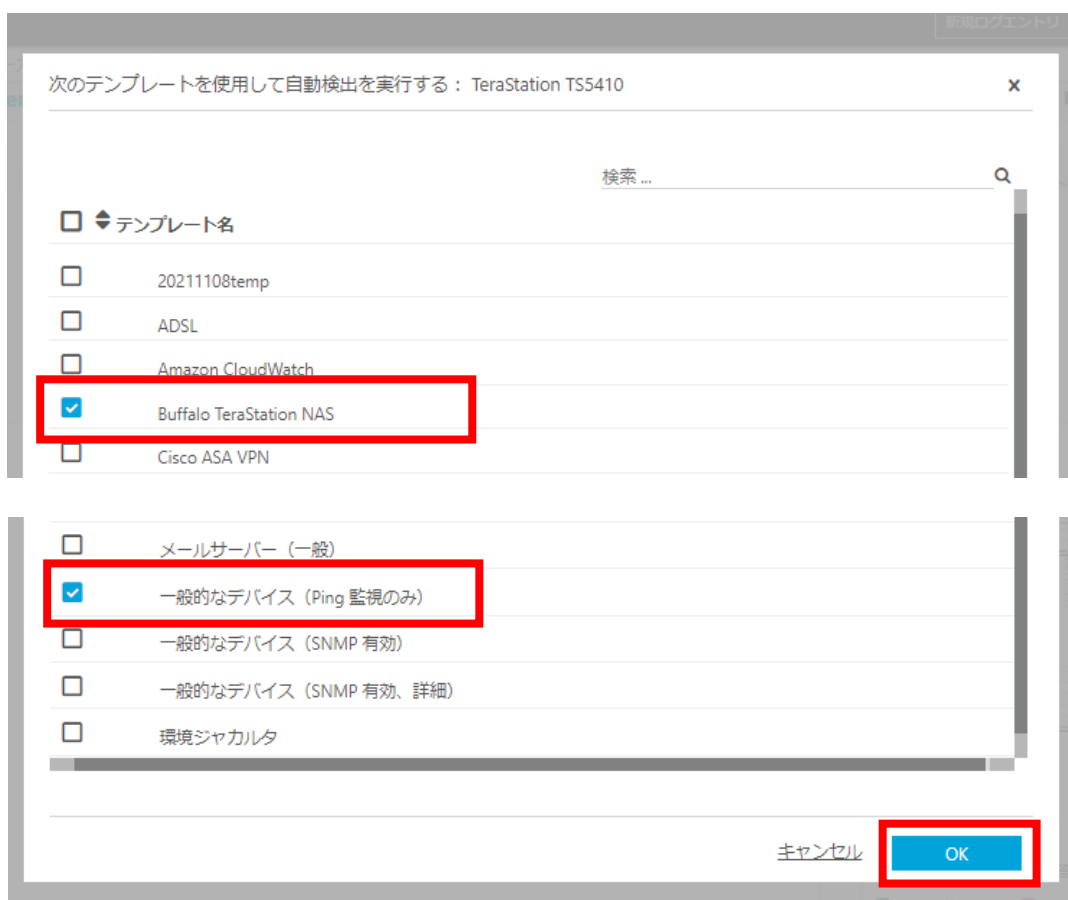 新規ログエントリ
次のテンプレートを使用して自動検出を実行する： TeraStation TS5410
x
検索 ...
テンプレート名
20211108temp
ADSL
Amazon CloudWatch
Buffalo TeraStation NAS
Cisco ASA VPN
メールサーバー（一般）
一般的なデバイス（Ping 監視のみ）
一般的なデバイス（SNMP 有効）
一般的なデバイス（SNMP 有効、詳細）
環境ジャカルタ
キャンセル
OK